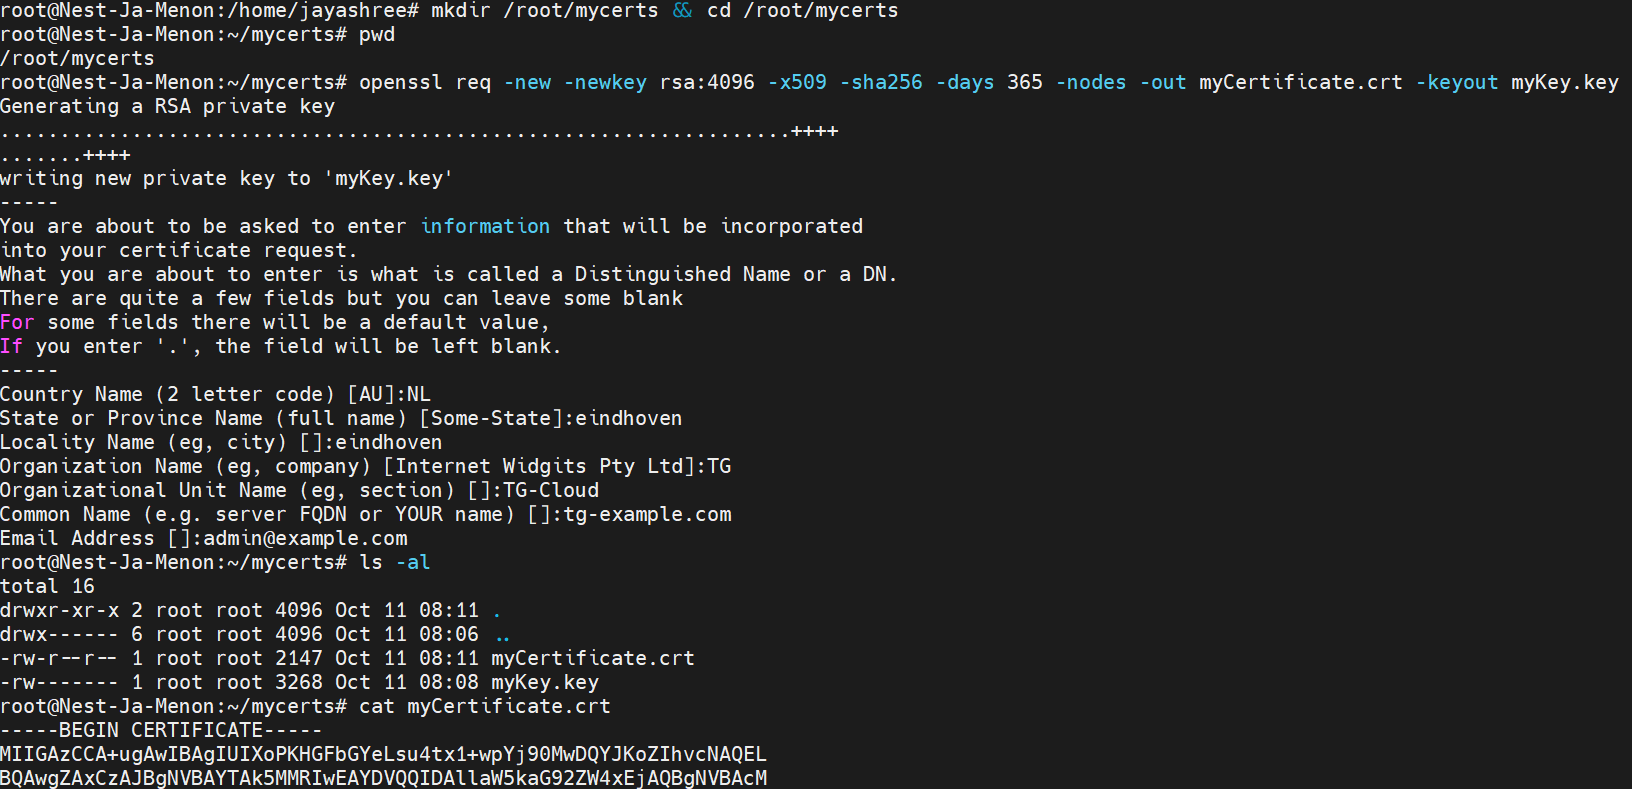 root@Nest-Ja-Menon:/home/jayashree# mkdir /root/mycerts && cd /root/mycerts
root@Nest-Ja-Menon:~/mycerts# pwd
/root/mycerts
root@Nest-Ja-Menon:~/mycerts# openssl req -new -newkey rsa:4096 -x509 -sha256 -days 365 -nodes -out myCertificate.crt -keyout myKey.key
Generating a RSA private key
..................................................................++++
.......++++
writing new private key to 'myKey.key'
-----
You are about to be asked to enter information that will be incorporated
into your certificate request.
What you are about to enter is what is called a Distinguished Name or a DN.
There are quite a few fields but you can leave some blank
For some fields there will be a default value,
If you enter '.', the field will be left blank.
-----
Country Name (2 letter code) [AU]:NL
State or Province Name (full name) [Some-State]:eindhoven
Locality Name (eg, city) []:eindhoven
Organization Name (eg, company) [Internet Widgits Pty Ltd]:TG
Organizational Unit Name (eg, section) []:TG-Cloud
Common Name (e.g. server FQDN or YOUR name) []:tg-example.com
Email Address []:admin@example.com
root@Nest-Ja-Menon:~/mycerts# ls -al
total 16
drwxr-xr-x 2 root root 4096 Oct 11 08:11 .
drwx------ 6 root root 4096 Oct 11 08:06 ..
-rw-r--r-- 1 root root 2147 Oct 11 08:11 myCertificate.crt
-rw------- 1 root root 3268 Oct 11 08:08 myKey.key
root@Nest-Ja-Menon:~/mycerts# cat myCertificate.crt
-----BEGIN CERTIFICATE-----
MIIGAzCCA+ugAwIBAgIUIXoPKHGFbGYeLsu4tx1+wpYj90MwDQYJKoZIhvcNAQEL
BQAwgZAxCzAJBgNVBAYTAk5MMRIwEAYDVQQIDAllaW5kaG92ZW4xEjAQBgNVBAcM